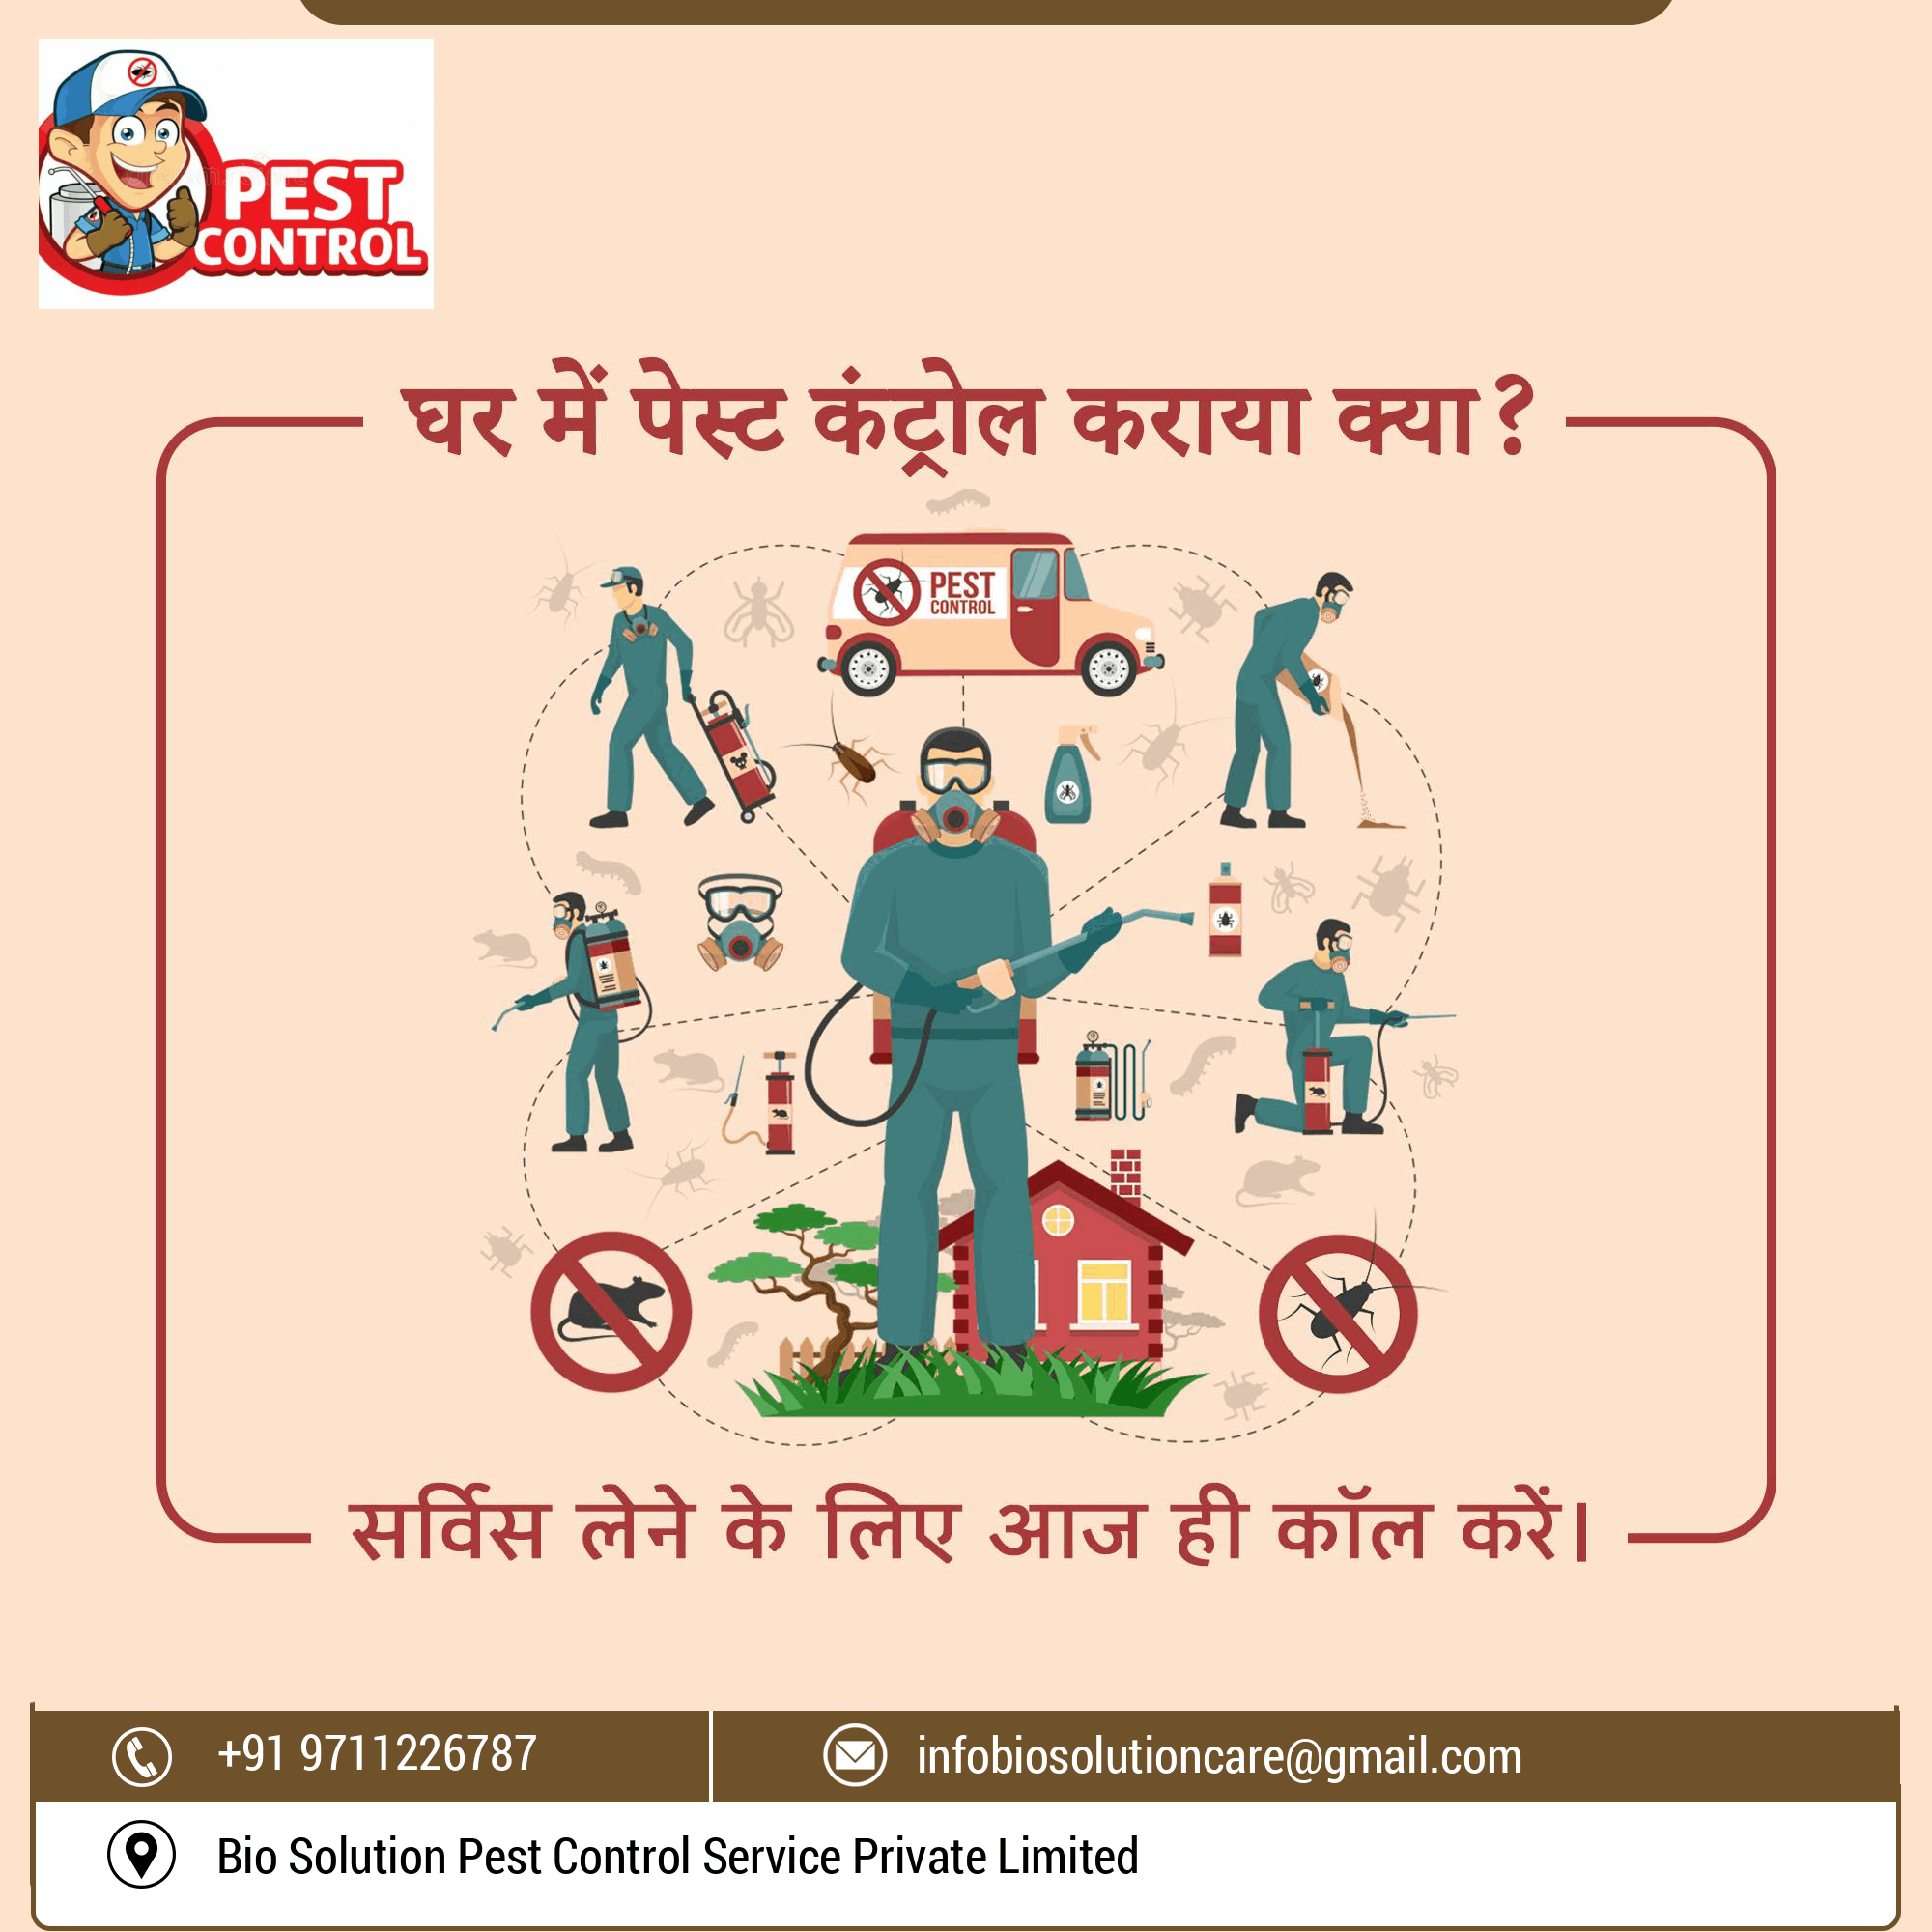 PEST
CONTROL
घर में पेस्ट कंट्रोल कराया क्या?
PEST
CONTROL
सर्विस लेने के लिए आज ही कॉल करें।
+91 9711226787
infobiosolutioncare@gmail.com
Bio Solution Pest Control Service Private Limited